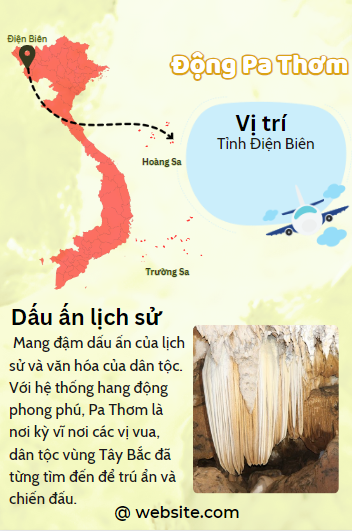 Điện Biên
Động Pa Thơm
Vị trí
Tỉnh Điện Biên
Hoàng Sa
Trường Sa
Dấu ấn lịch sử
Mang đậm dấu ấn của lịch
sử và văn hóa của dân tộc.
Với hệ thống hang động
phong phú, Pa Thơm là
nơi kỳ vĩ nơi các vị vua,
dân tộc vùng Tây Bắc đã
từng tìm đến để trú ẩn và
chiến đấu.
@ website.com